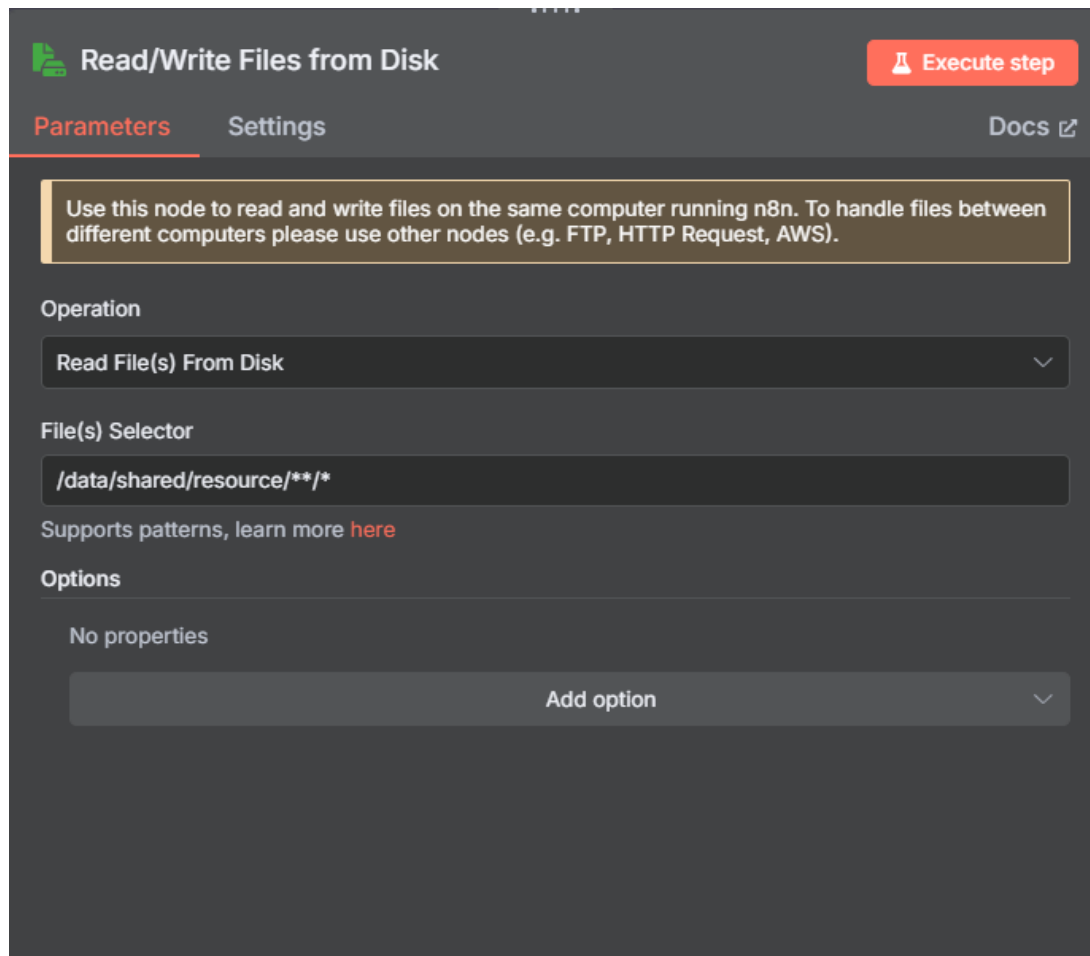 Read/Write Files from Disk
Execute step
Parameters
Settings
Docs
Use this node to read and write files on the same computer running n8n. To handle files between
different computers please use other nodes (e.g. FTP, HTTP Request, AWS).
Operation
Read File(s) From Disk
File(s) Selector
/data/shared/resource/**/*
Supports patterns, learn more here
Options
No properties
Add option